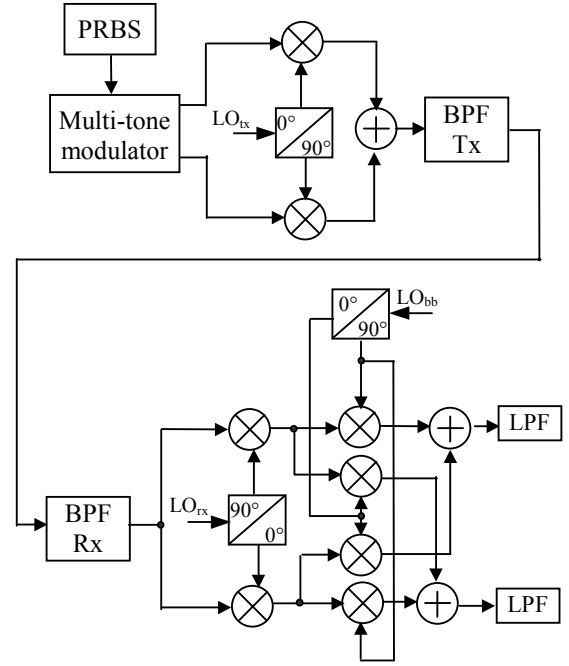 PRBS
Multi-tone
modulator
LOtx
0°
90°
BPF
Tx
0°
90°
LObb
LPF
BPF
Rx
LOrx
90°
0°
LPF